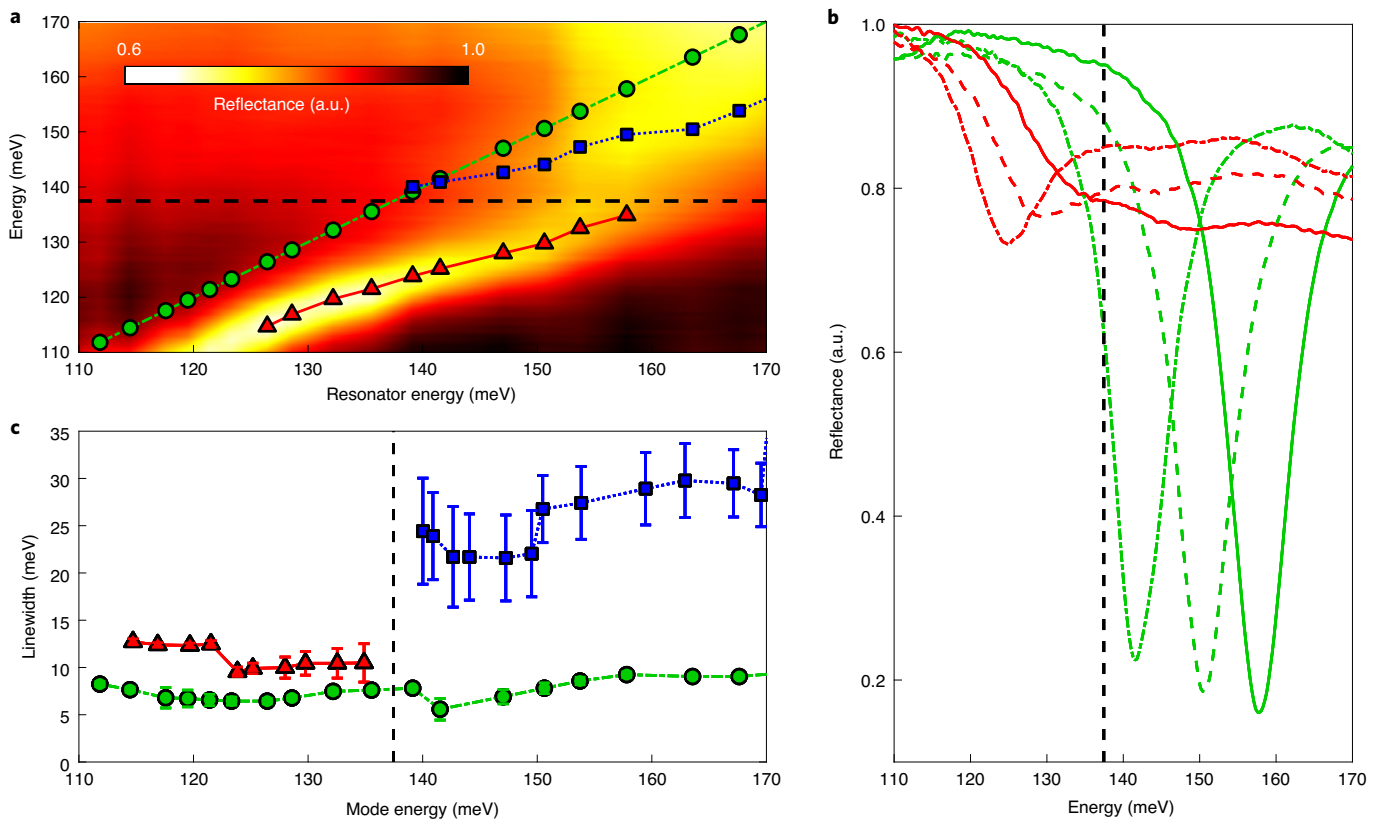 a
170
160
150
140
130
120
110
0.6 1.0
Reflectance (a.u.)
Energy (meV)
110 120 130 140 150 160 170
Resonator energy (meV)
b
1.0
0.8
0.6
0.4
0.2
Reflectance (a.u.)
110 120 130 140 150 160 170
Energy (meV)
c
35
30
25
20
15
10
5
0
Linewidth (meV)
110 120 130 140 150 160 170
Mode energy (meV)